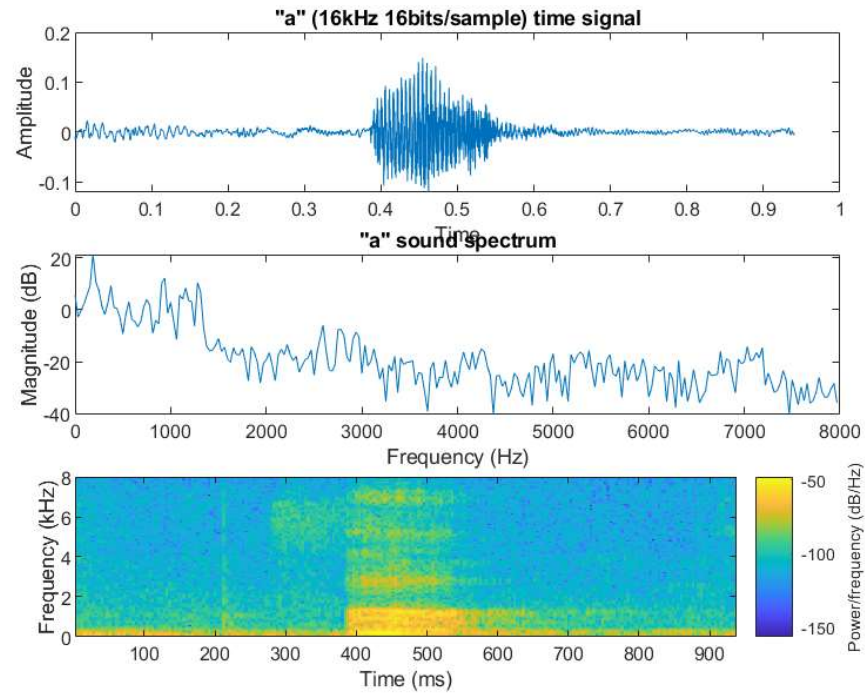 "a" (16kHz 16bits/sample) time signal
0.2
0.1
0
-0.1
Amplitude
0 0.1 0.2 0.3 0.4 0.5 0.6 0.7 0.8 0.9 1
Time
"a" sound spectrum
20
0
-20
-40
Magnitude (dB)
0 1000 2000 3000 4000 5000 6000 7000 8000
Frequency (Hz)
8
6
4
2
0
Frequency (kHz)
100 200 300 400 500 600 700 800 900
Time (ms)
-50
-100
-150
Power/frequency (dB/Hz)